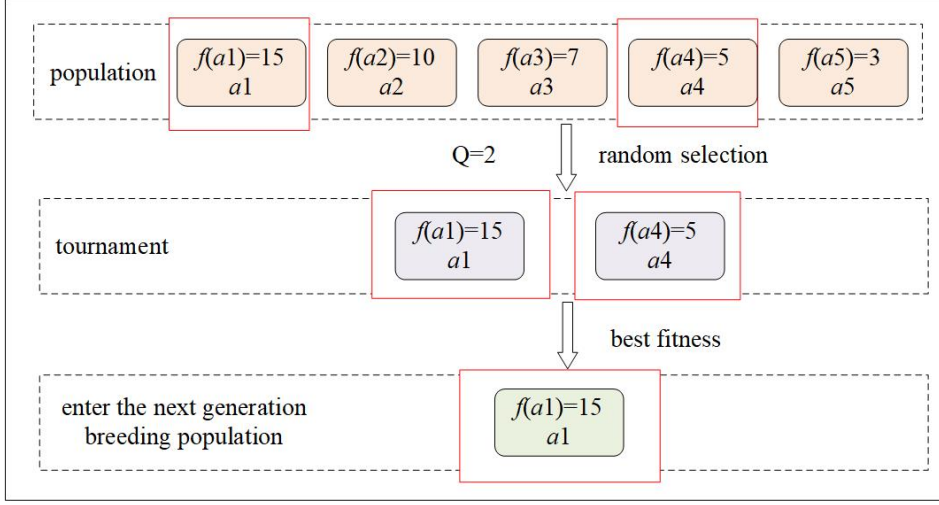 population
f(a1)=15
a1
f(a2)=10
a2
f(a3)=7
a3
f(a4)=5
a4
f(a5)=3
a5
Q=2
random selection
tournament
f(a1)=15
a1
f(a4)=5
a4
best fitness
enter the next generation
breeding population
f(a1)=15
a1